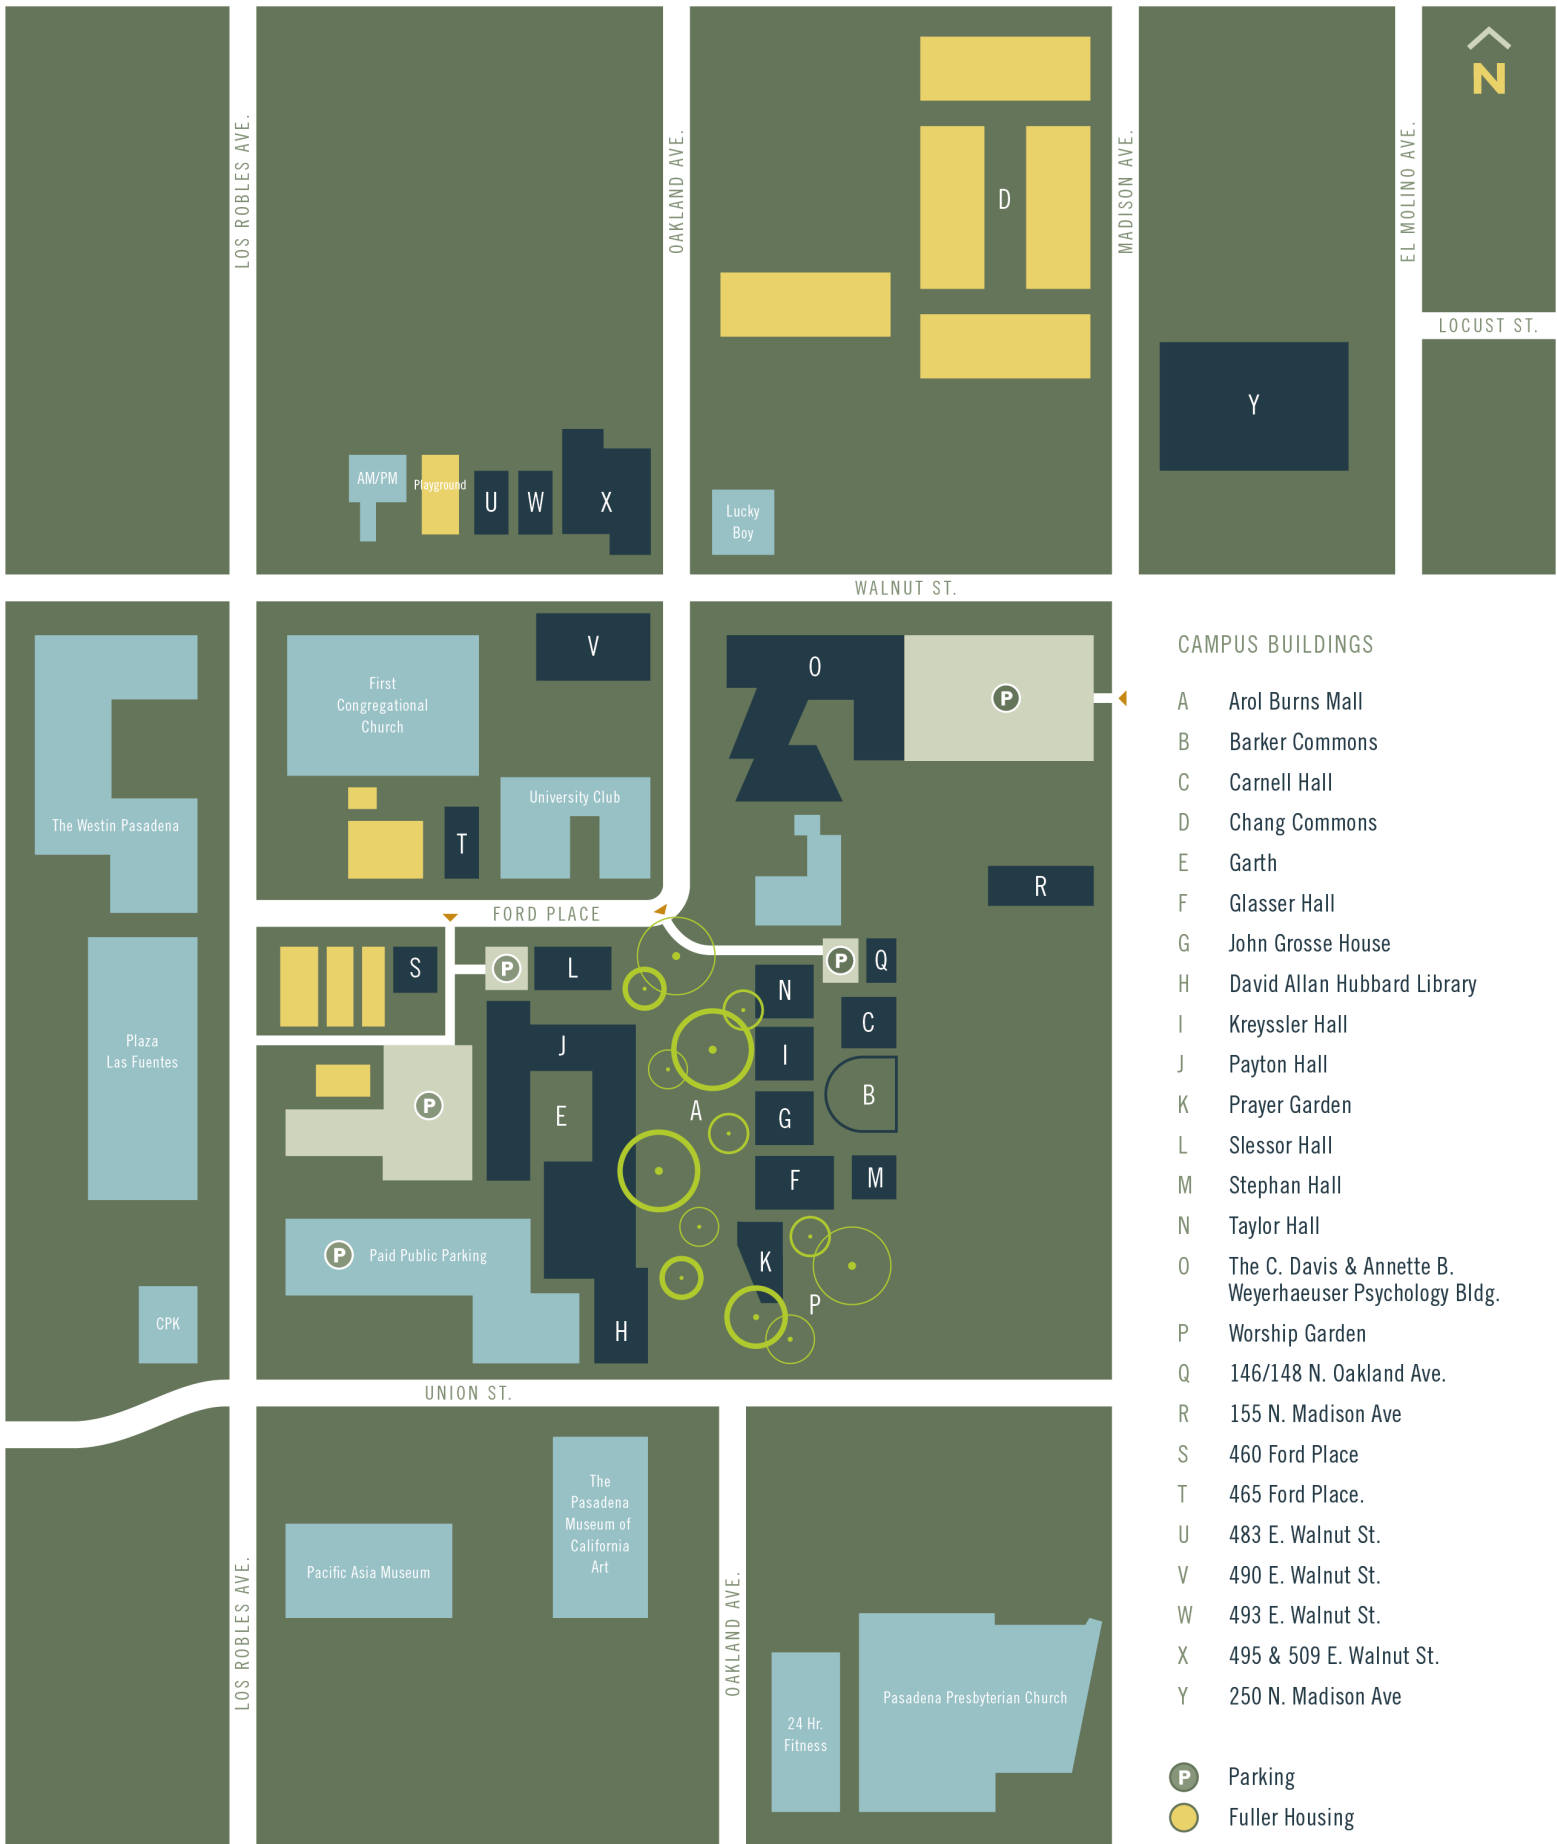 N
LOS ROBLES AVE.
OAKLAND AVE.
MADISON AVE.
EL MOLINO AVE.
D
LOCUST ST.
Y
AM/PM
Playground
U
W
X
Lucky
Boy
WALNUT ST.
V
O
P
First
Congregational
Church
University Club
T
The Westin Pasadena
R
FORD PLACE
S
P
L
P
Q
N
C
J
I
Plaza
Las Fuentes
B
P
E
A
G
F
M
P
Paid Public Parking
K
P
H
CPK
UNION ST.
The
Pasadena
Museum of
California
Art
Pacific Asia Museum
LOS ROBLES AVE.
OAKLAND AVE.
Pasadena Presbyterian Church
24 Hr.
Fitness
CAMPUS BUILDINGS
A Arol Burns Mall
B Barker Commons
C Carnell Hall
D Chang Commons
E Garth
F Glasser Hall
G John Grosse House
H David Allan Hubbard Library
I Kreyssler Hall
J Payton Hall
K Prayer Garden
L Slessor Hall
M Stephan Hall
N Taylor Hall
O The C. Davis & Annette B.
Weyerhaeuser Psychology Bldg.
P Worship Garden
Q 146/148 N. Oakland Ave.
R 155 N. Madison Ave
S 460 Ford Place
T 465 Ford Place.
U 483 E. Walnut St.
V 490 E. Walnut St.
W 493 E. Walnut St.
X 495 & 509 E. Walnut St.
Y 250 N. Madison Ave
P Parking
Fuller Housing